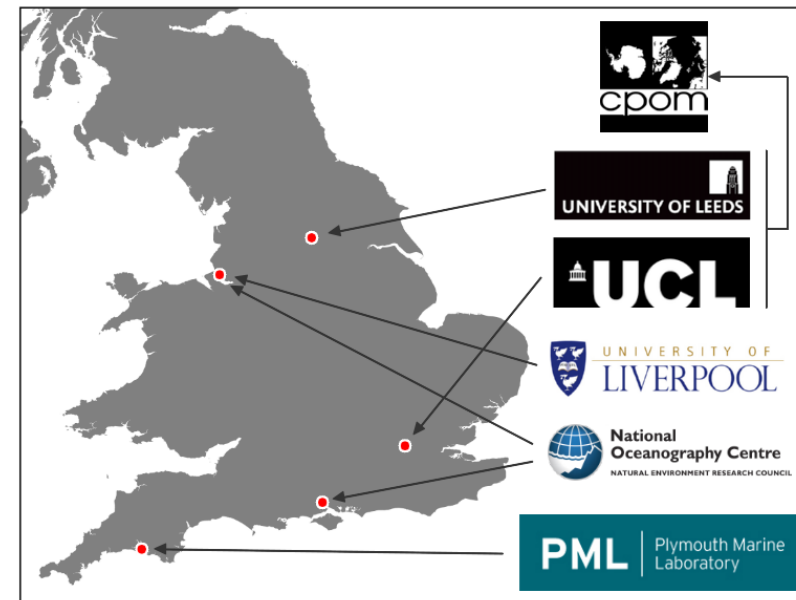 cpom
UNIVERSITY OF LEEDS
UCL
UNIVERSITY OF
LIVERPOOL
National
Oceanography Centre
NATURAL ENVIRONMENT RESEARCH COUNCIL
PML
Plymouth Marine
Laboratory